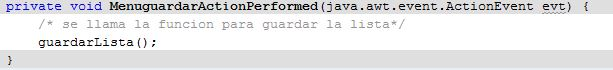 private void MenuguardarActionPerformed(java.awt.event.ActionEvent evt) {
/* se llama la funcion para guardar la lista*/
guardarLista();
}